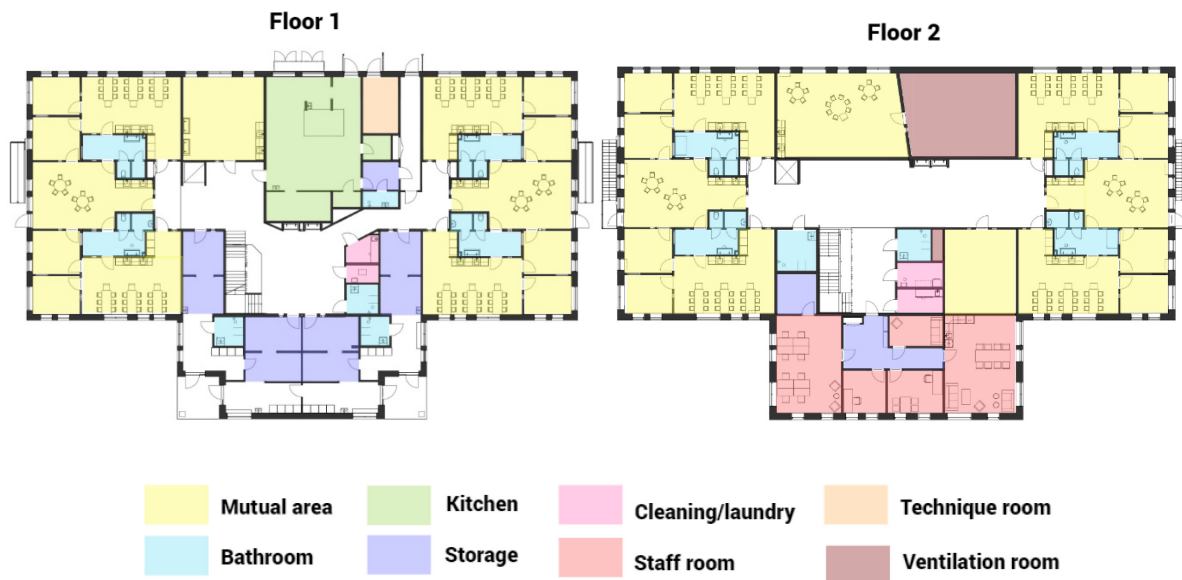 Floor 1
Floor 2
Mutual area
Kitchen
Cleaning/laundry
Technique room
Bathroom
Storage
Staff room
Ventilation room